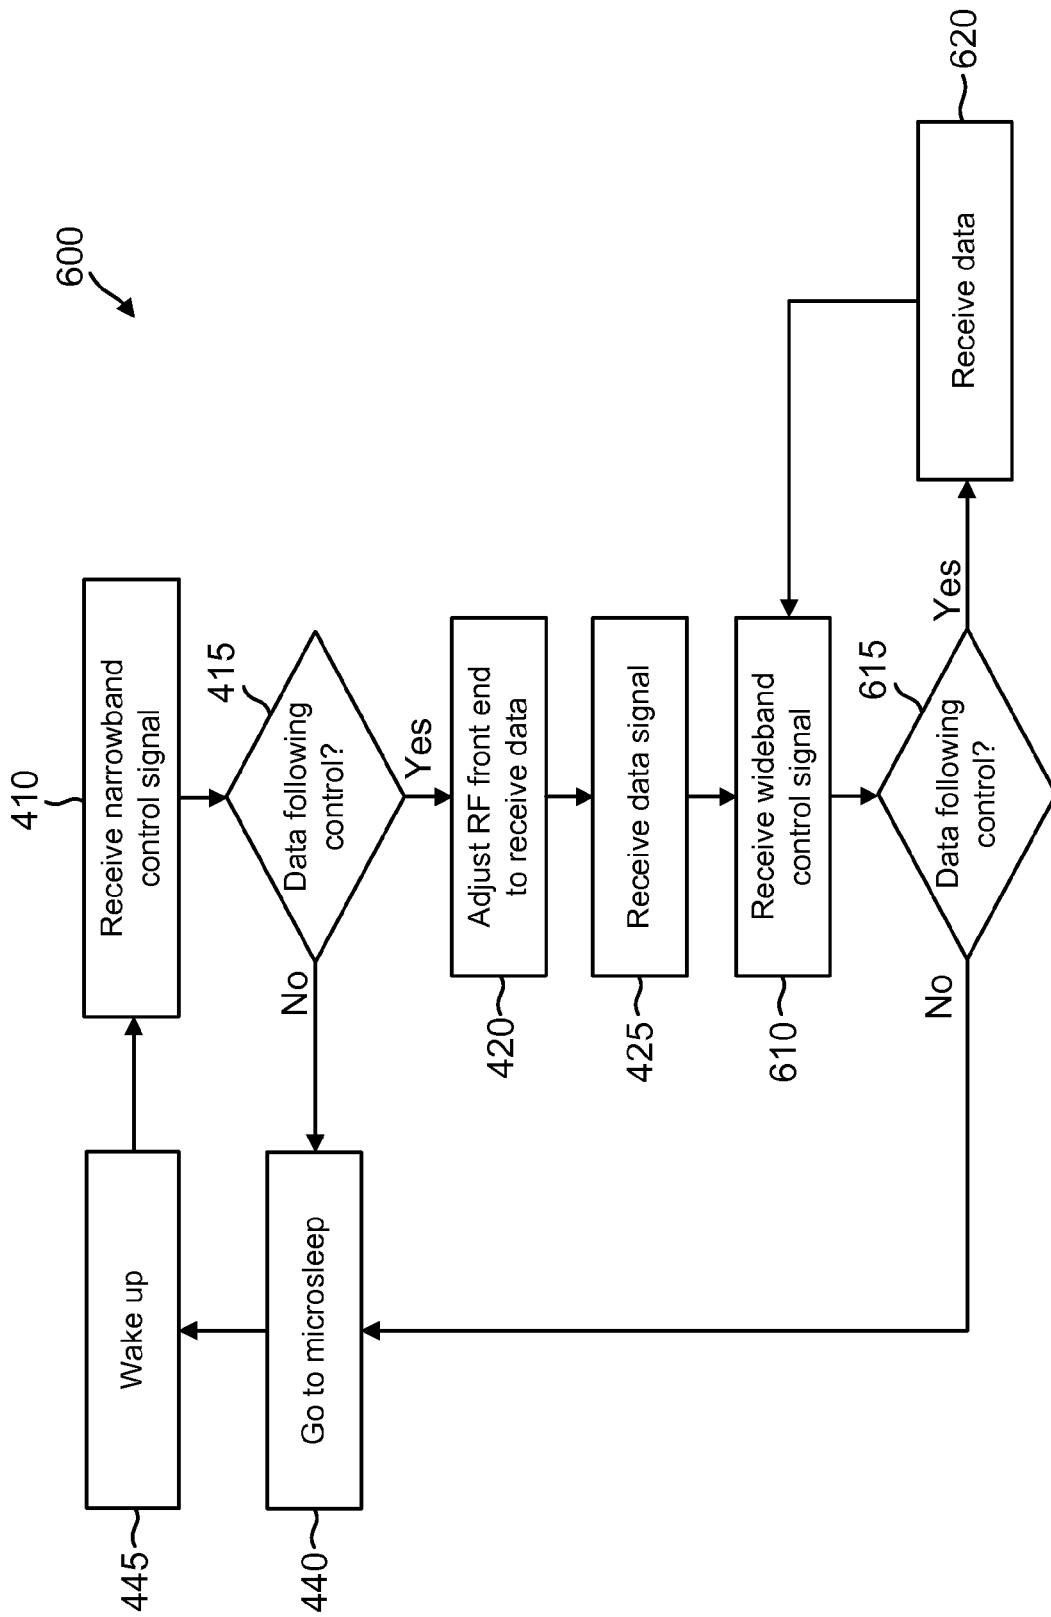 600
410
Receive narrowband
control signal
445
Wake up
415
Data following
control?
No
Yes
440
Go to microsleep
420
Adjust RF front end
to receive data
425
Receive data signal
610
Receive wideband
control signal
615
Data following
control?
No
Yes
620
Receive data